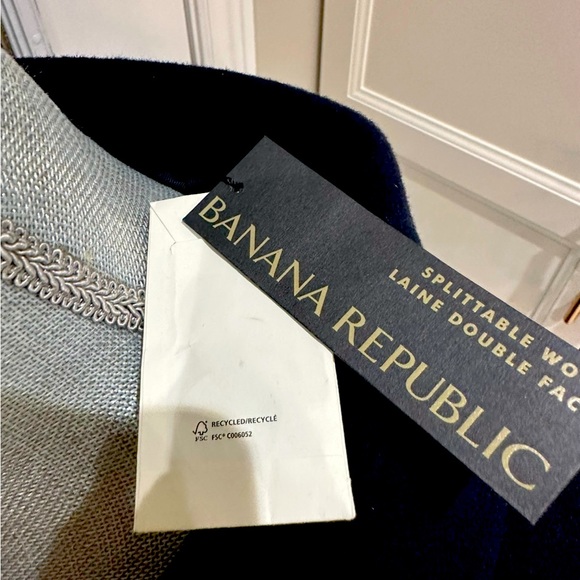 BANANA REPUBLIC
SPLITTABLE WO
LAINE DOUBLE FAC
RECYCLED/RECYCLÉ
FSC FSC® C006052